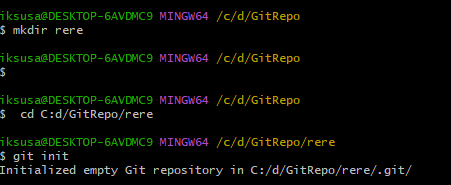 iksusa@DESKTOP-6AVDMC9 MINGW64 /c/d/GitRepo
$ mkdir rere
iksusa@DESKTOP-6AVDMC9 MINGW64 /c/d/GitRepo
$
iksusa@DESKTOP-6AVDMC9 MINGW64 /c/d/GitRepo
$  cd C:d/GitRepo/rere
iksusa@DESKTOP-6AVDMC9 MINGW64 /c/d/GitRepo/rere
$ git init
Initialized empty Git repository in C:/d/GitRepo/rere/.git/